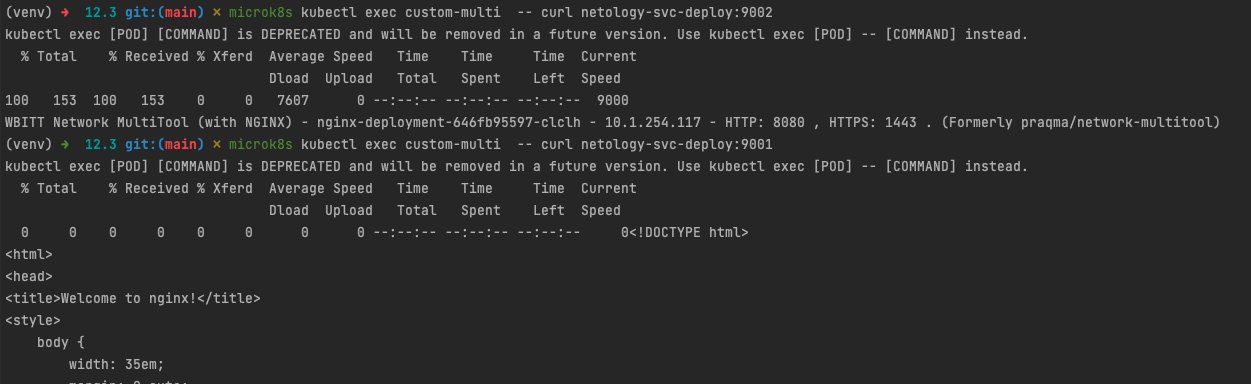 (venv) ➜  12.3 git:(main) ✗ microk8s kubectl exec custom-multi  -- curl netology-svc-deploy:9002
kubectl exec [POD] [COMMAND] is DEPRECATED and will be removed in a future version. Use kubectl exec [POD] -- [COMMAND] instead.
  % Total    % Received % Xferd  Average Speed   Time    Time     Time  Current
                                 Dload  Upload   Total   Spent    Left  Speed
100   153  100   153    0     0   7607      0 --:--:-- --:--:-- --:--:--  9000
WBITT Network MultiTool (with NGINX) - nginx-deployment-646fb95597-clclh - 10.1.254.117 - HTTP: 8080 , HTTPS: 1443 . (Formerly praqma/network-multitool)
(venv) ➜  12.3 git:(main) ✗ microk8s kubectl exec custom-multi  -- curl netology-svc-deploy:9001
kubectl exec [POD] [COMMAND] is DEPRECATED and will be removed in a future version. Use kubectl exec [POD] -- [COMMAND] instead.
  % Total    % Received % Xferd  Average Speed   Time    Time     Time  Current
                                 Dload  Upload   Total   Spent    Left  Speed
  0     0    0     0    0     0      0      0 --:--:-- --:--:-- --:--:--     0<!DOCTYPE html>
<html>
<head>
<title>Welcome to nginx!</title>
<style>
    body {
        width: 35em;